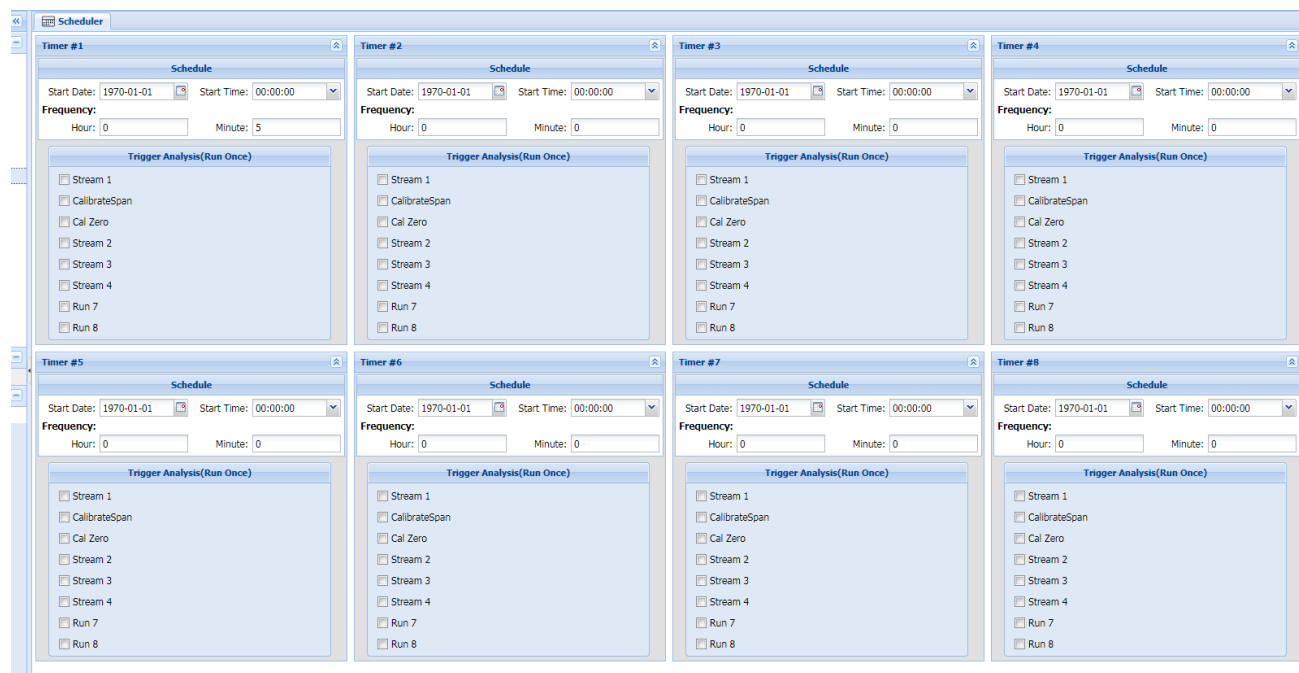 Scheduler
Timer #1
Schedule
Start Date: 1970-01-01 Start Time: 00:00:00
Frequency:
Hour: 0 Minute: 5
Trigger Analysis(Run Once)
Stream 1
CalibrateSpan
Cal Zero
Stream 2
Stream 3
Stream 4
Run 7
Run 8
Timer #2
Schedule
Start Date: 1970-01-01 Start Time: 00:00:00
Frequency:
Hour: 0 Minute: 0
Trigger Analysis(Run Once)
Stream 1
CalibrateSpan
Cal Zero
Stream 2
Stream 3
Stream 4
Run 7
Run 8
Timer #3
Schedule
Start Date: 1970-01-01 Start Time: 00:00:00
Frequency:
Hour: 0 Minute: 0
Trigger Analysis(Run Once)
Stream 1
CalibrateSpan
Cal Zero
Stream 2
Stream 3
Stream 4
Run 7
Run 8
Timer #4
Schedule
Start Date: 1970-01-01 Start Time: 00:00:00
Frequency:
Hour: 0 Minute: 0
Trigger Analysis(Run Once)
Stream 1
CalibrateSpan
Cal Zero
Stream 2
Stream 3
Stream 4
Run 7
Run 8
Timer #5
Schedule
Start Date: 1970-01-01 Start Time: 00:00:00
Frequency:
Hour: 0 Minute: 0
Trigger Analysis(Run Once)
Stream 1
CalibrateSpan
Cal Zero
Stream 2
Stream 3
Stream 4
Run 7
Run 8
Timer #6
Schedule
Start Date: 1970-01-01 Start Time: 00:00:00
Frequency:
Hour: 0 Minute: 0
Trigger Analysis(Run Once)
Stream 1
CalibrateSpan
Cal Zero
Stream 2
Stream 3
Stream 4
Run 7
Run 8
Timer #7
Schedule
Start Date: 1970-01-01 Start Time: 00:00:00
Frequency:
Hour: 0 Minute: 0
Trigger Analysis(Run Once)
Stream 1
CalibrateSpan
Cal Zero
Stream 2
Stream 3
Stream 4
Run 7
Run 8
Timer #8
Schedule
Start Date: 1970-01-01 Start Time: 00:00:00
Frequency:
Hour: 0 Minute: 0
Trigger Analysis(Run Once)
Stream 1
CalibrateSpan
Cal Zero
Stream 2
Stream 3
Stream 4
Run 7
Run 8